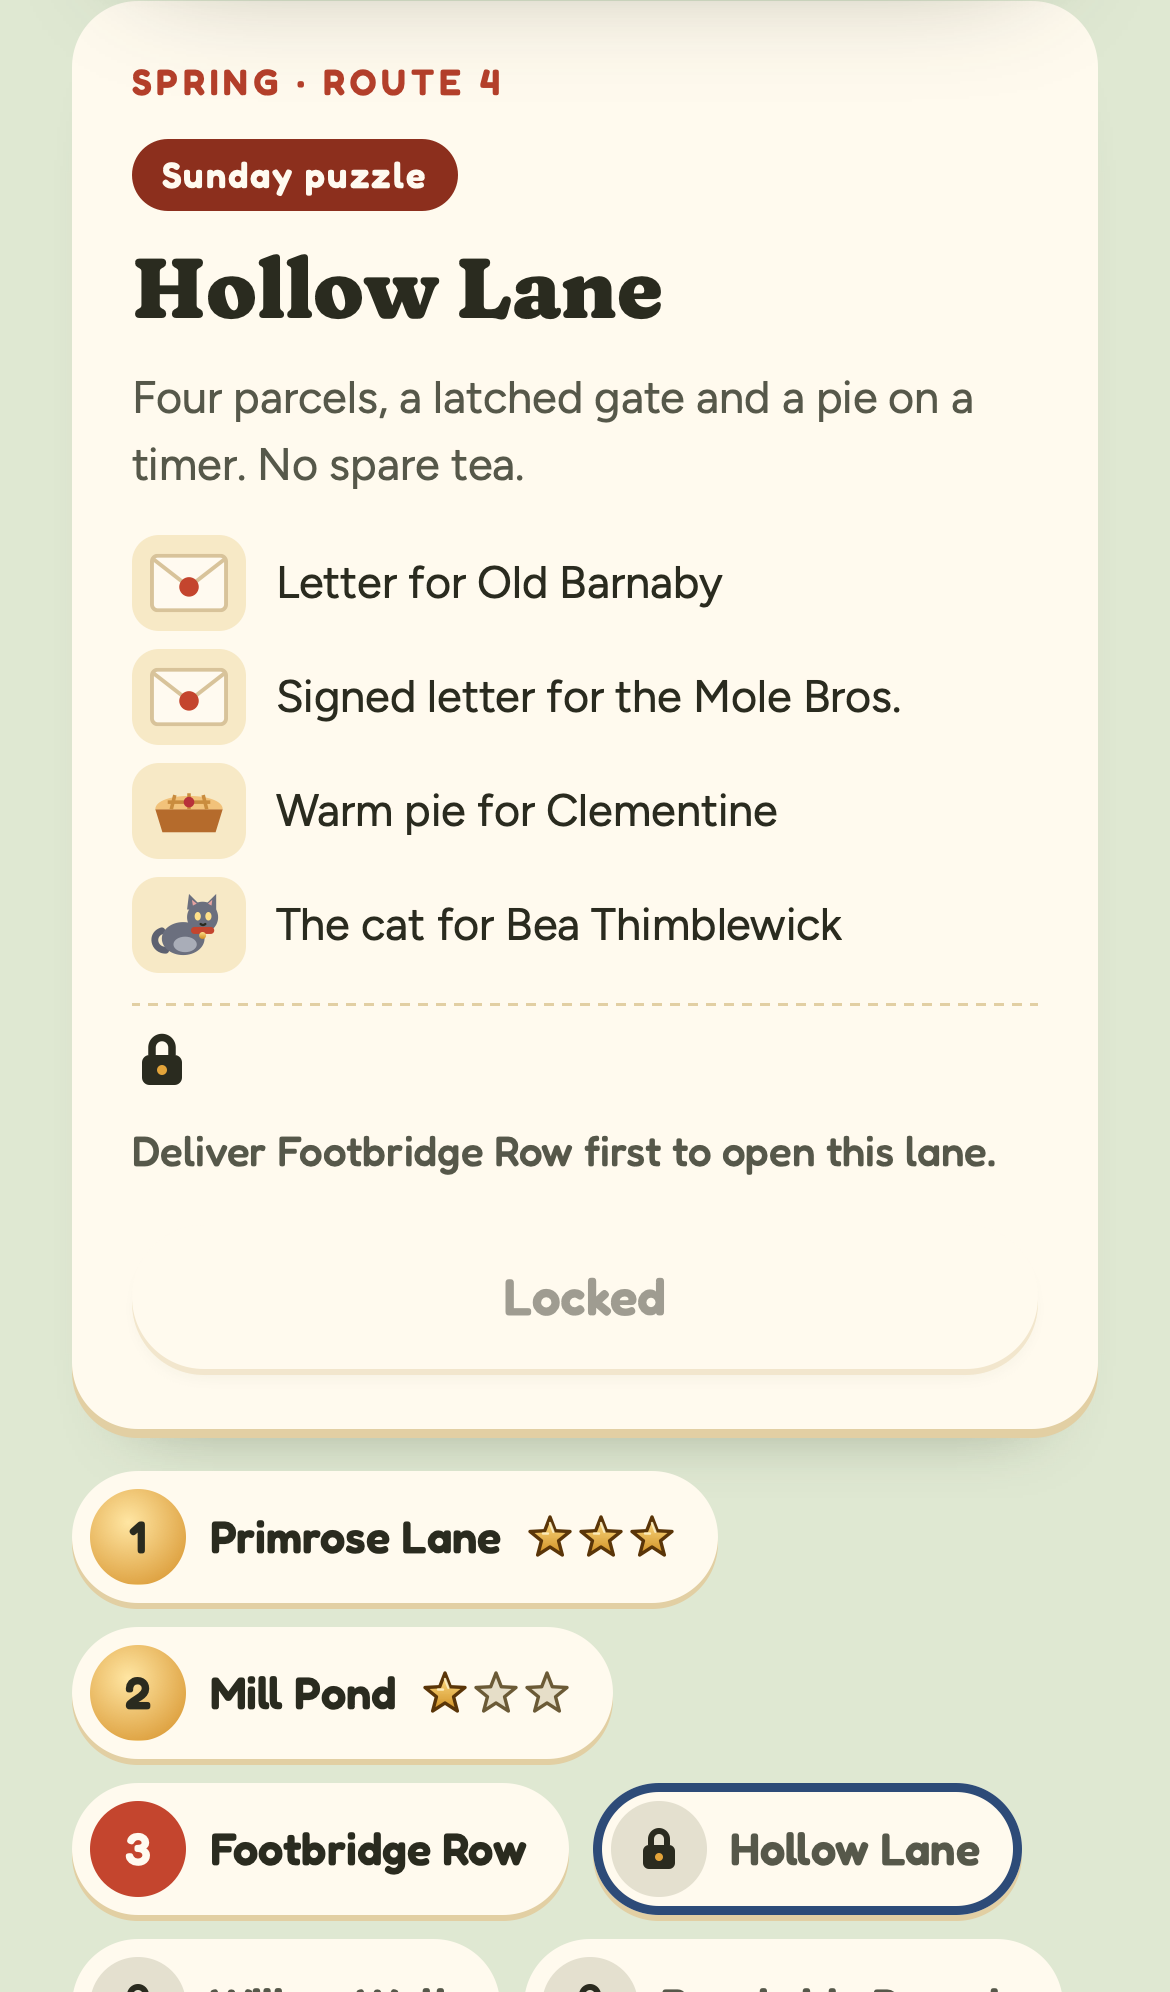 SPRING · ROUTE 4
Sunday puzzle
Hollow Lane
Four parcels, a latched gate and a pie on a
timer. No spare tea.
Letter for Old Barnaby
Signed letter for the Mole Bros.
Warm pie for Clementine
The cat for Bea Thimblewick
Deliver Footbridge Row first to open this lane.
Locked
1 Primrose Lane
2 Mill Pond
3 Footbridge Row
Hollow Lane